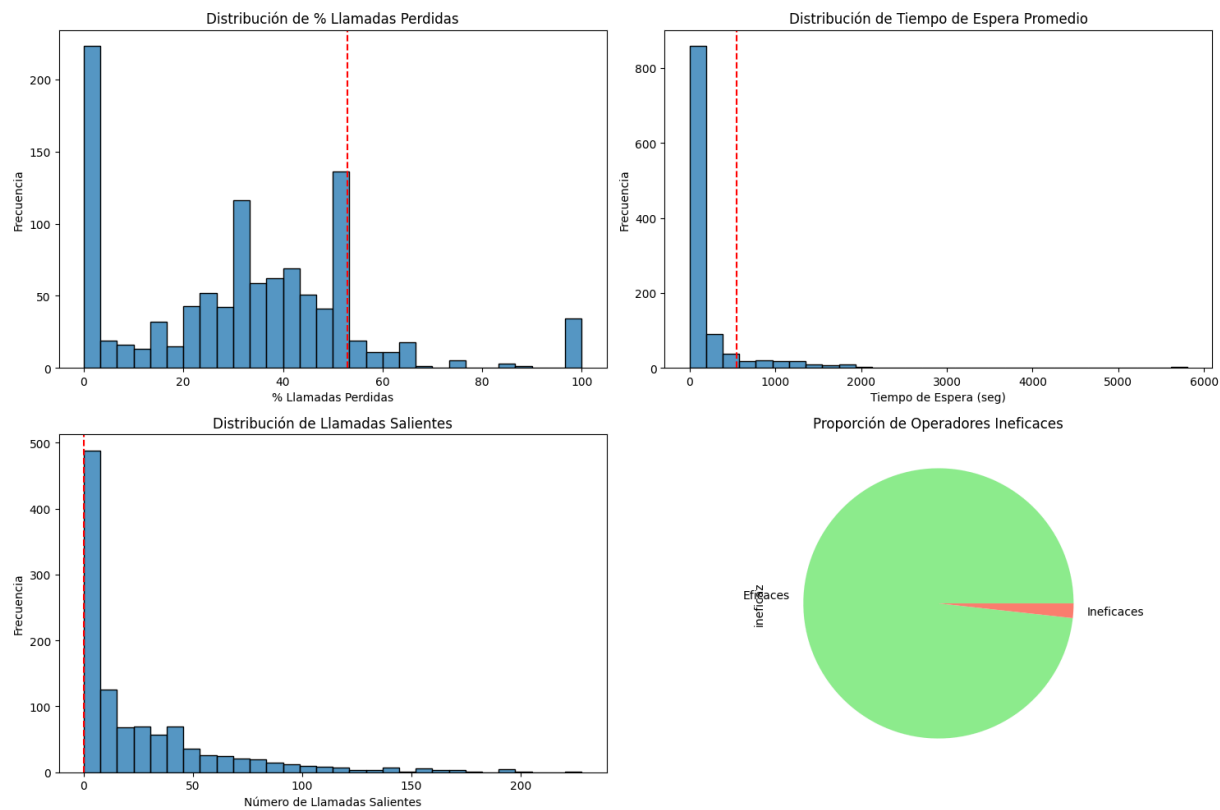 Distribución de % Llamadas Perdidas
Frecuencia
200
150
100
50
0
0 20 40 60 80 100
% Llamadas Perdidas
Distribución de Tiempo de Espera Promedio
Frecuencia
800
600
400
200
0
0 1000 2000 3000 4000 5000 6000
Tiempo de Espera (seg)
Distribución de Llamadas Salientes
Frecuencia
500
400
300
200
100
0
0 50 100 150 200
Número de Llamadas Salientes
Proporción de Operadores Ineficaces
Eficaces
ineficaz
Ineficaces